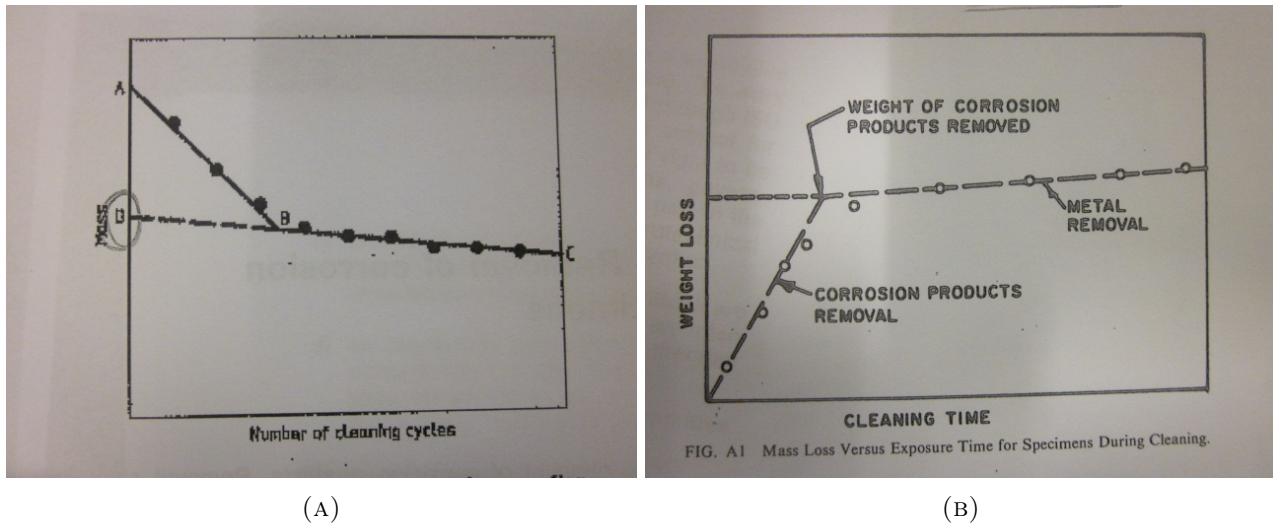 A
Mass D
B
C
Number of cleaning cycles
(A)
WEIGHT OF CORROSION
PRODUCTS REMOVED
WEIGHT LOSS
METAL
REMOVAL
CORROSION PRODUCTS
REMOVAL
CLEANING TIME
FIG. A1 Mass Loss Versus Exposure Time for Specimens During Cleaning.
(B)